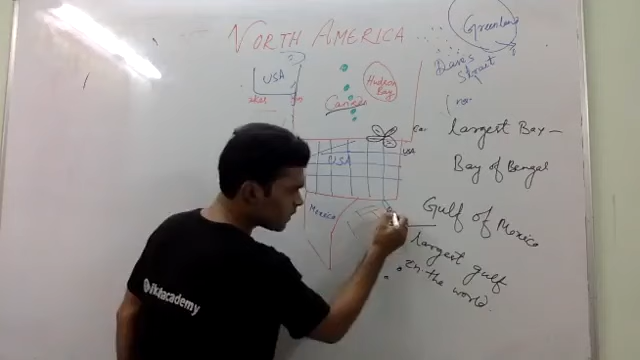 NORTH AMERICA
Greenland
Davis
Strait
USA
Hudson
Bay
Canada
largest Bay -
USA
USA
Bay of Bengal
Mexico
Gulf of Mexico
largest gulf
in the world.